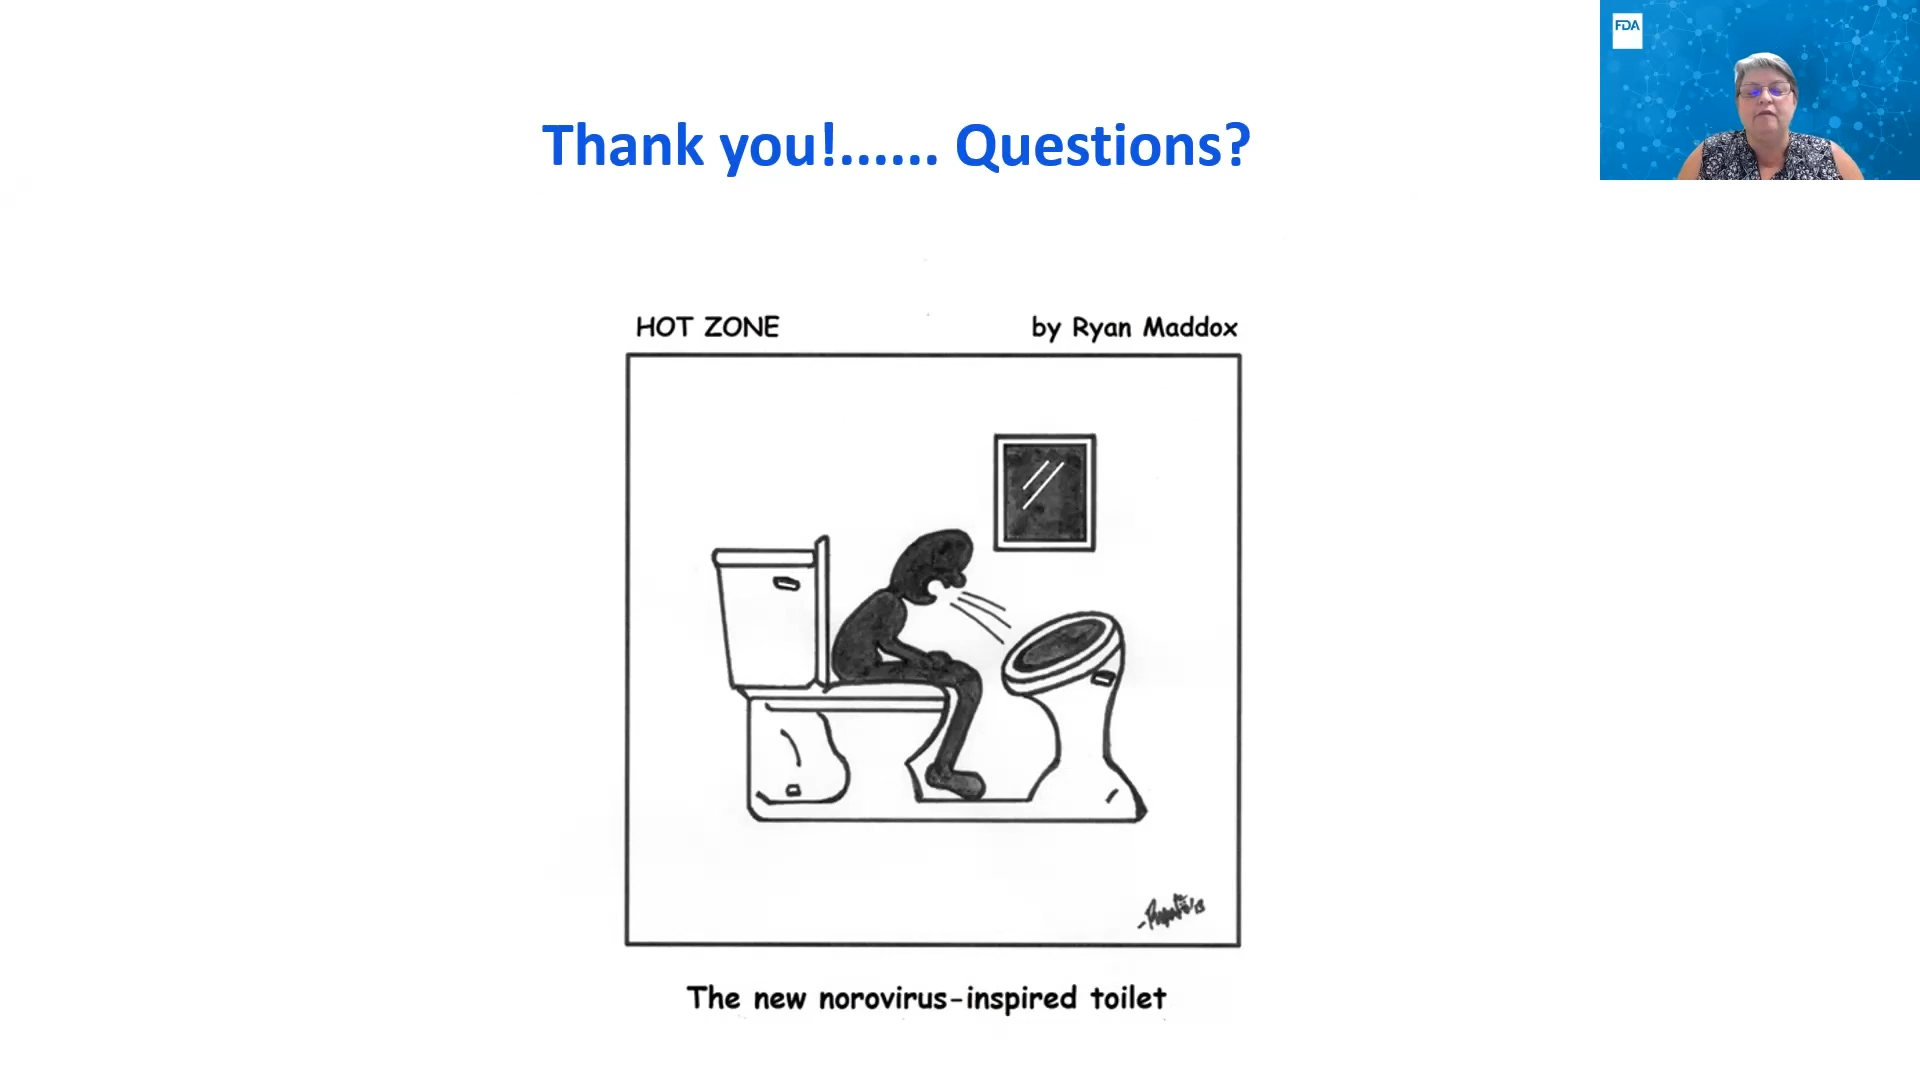 FDA
Thank you!...... Questions?
HOT ZONE
by Ryan Maddox
The new norovirus-inspired toilet